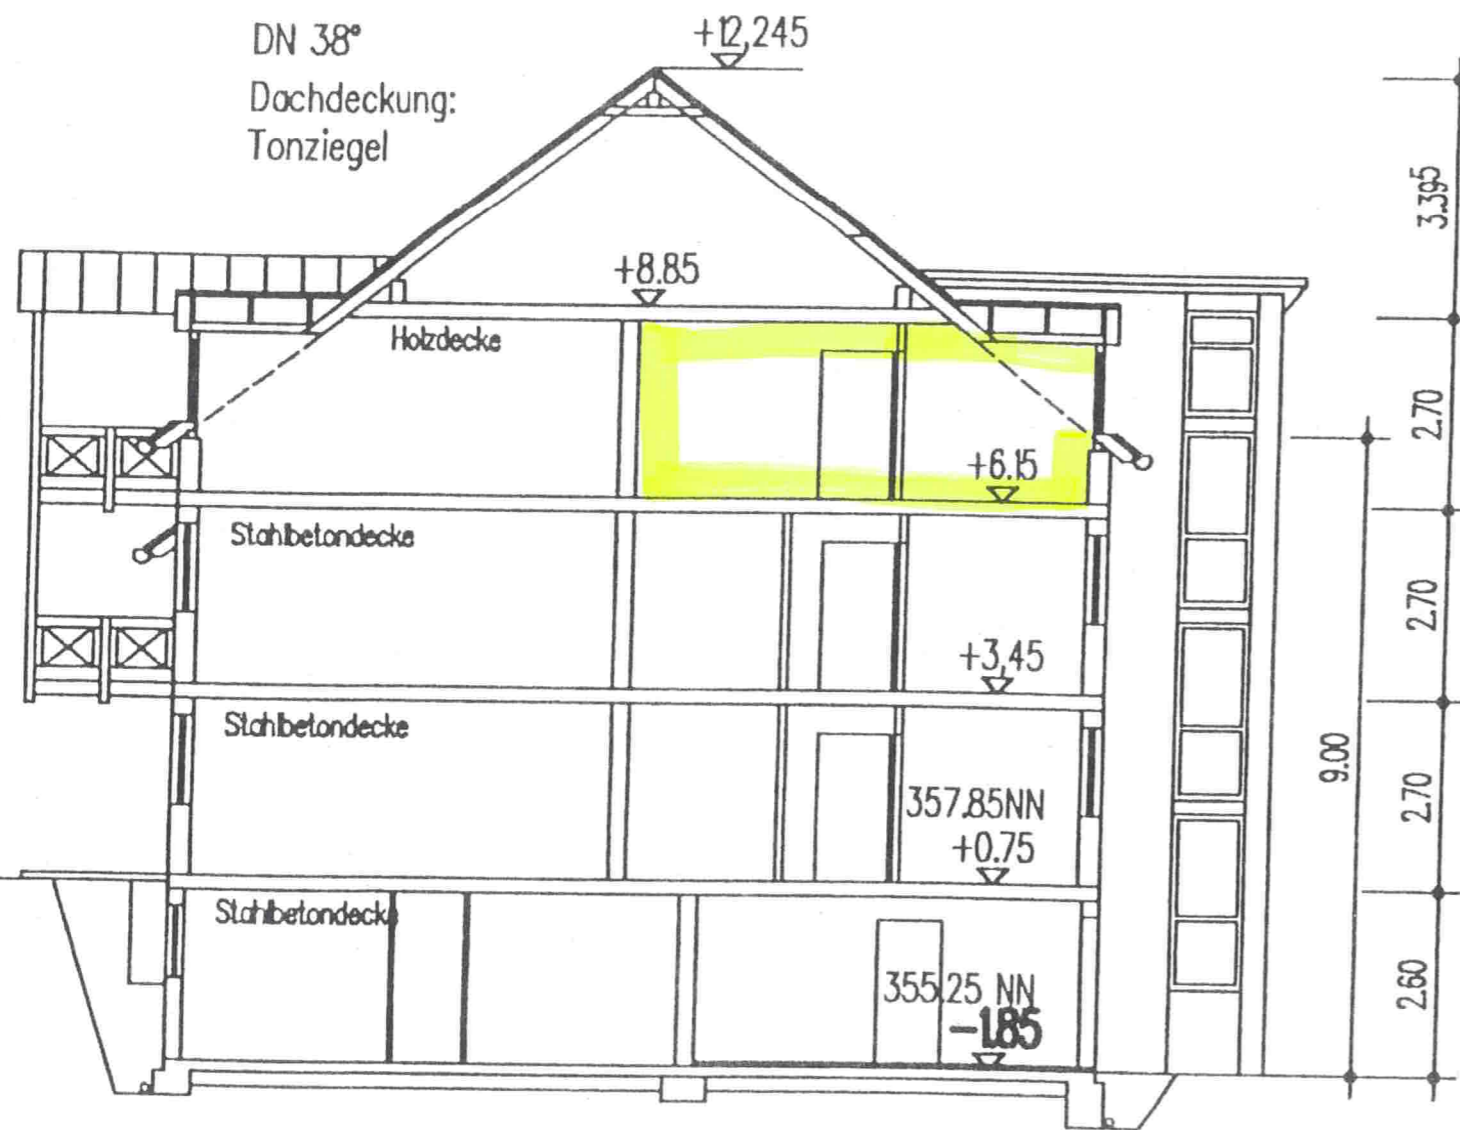 DN 38°
Dachdeckung:
Tonziegel
+12,245
3.395
+8.85
Holzdecke
2.70
+6.15
Stahlbetondecke
2.70
+3,45
Stahlbetondecke
9.00
2.70
357,85NN
+0.75
Stahlbetondecke
2.60
355.25 NN
-1.85